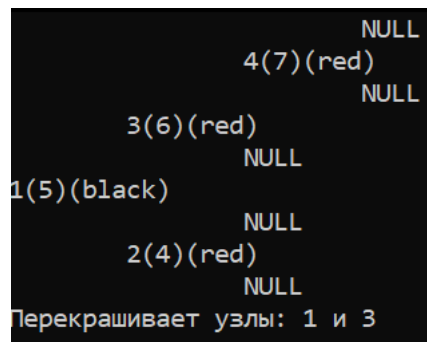 NULL
4(7)(red)
NULL
3(6)(red)
NULL
1(5)(black)
NULL
2(4)(red)
NULL
Перекрашивает узлы: 1 и 3